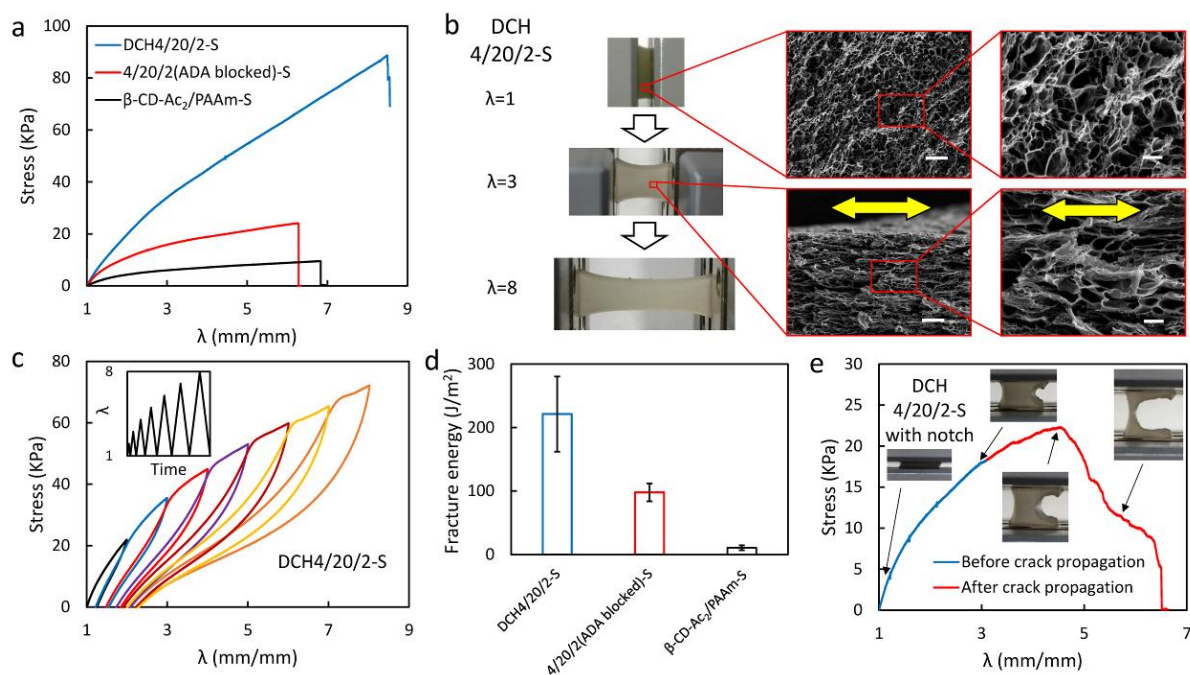 a
100
80
60
40
20
0
1
3
5
7
9
Stress (KPa)
λ (mm/mm)
DCH4/20/2-S
4/20/2(ADA blocked)-S
β-CD-Ac₂/PAAm-S
b
DCH
4/20/2-S
λ=1
λ=3
λ=8
c
80
60
40
20
0
1
2
3
4
5
6
7
8
9
Stress (KPa)
λ (mm/mm)
8
λ
1
Time
DCH4/20/2-S
d
300
200
100
0
Fracture energy (J/m²)
DCH4/20/2-S
4/20/2(ADA blocked)-S
β-CD-Ac₂/PAAm-S
e
30
25
20
15
10
5
0
1
3
5
7
Stress (KPa)
λ (mm/mm)
DCH
4/20/2-S
with notch
Before crack propagation
After crack propagation